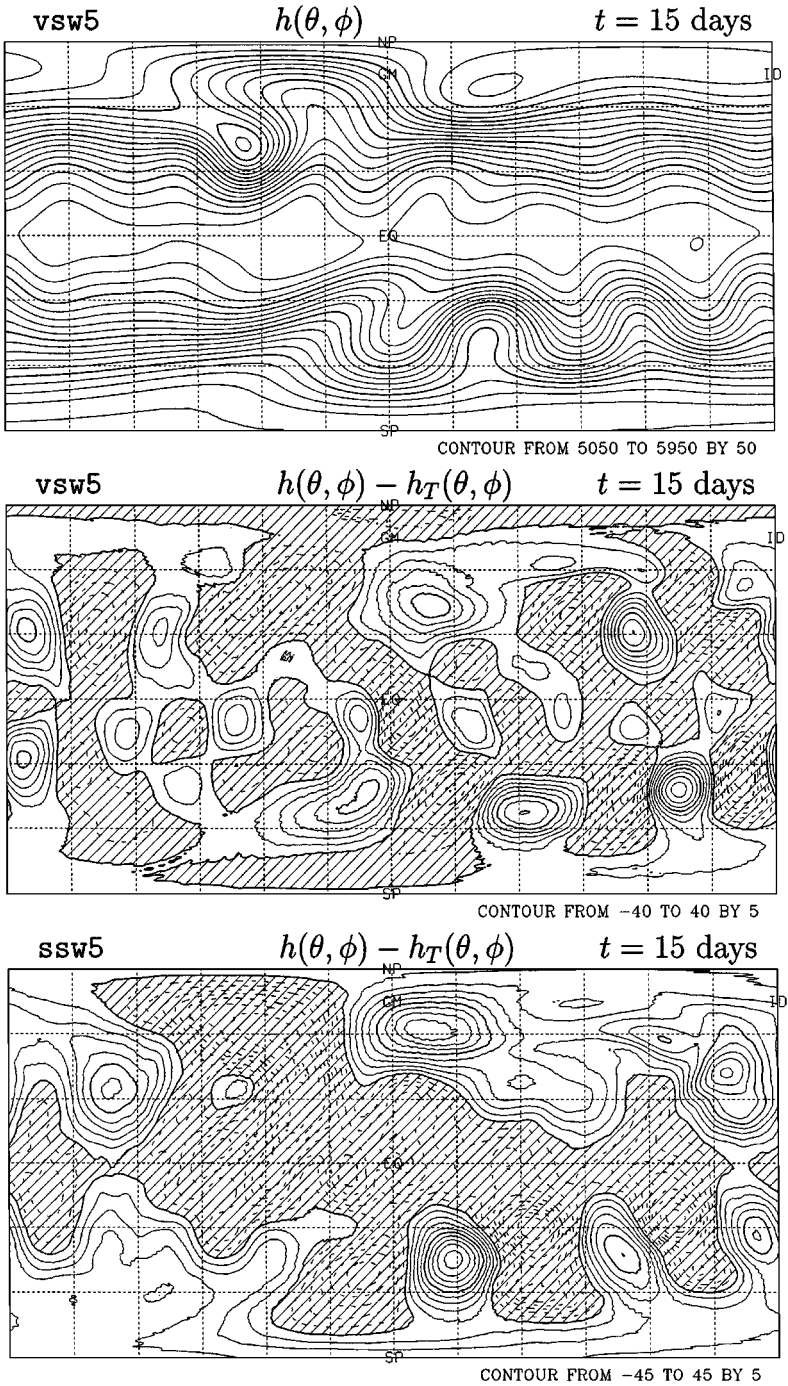 vsw5 h(θ, ϕ) t = 15 days
NP
GM ID
EQ
SP
CONTOUR FROM 5050 TO 5950 BY 50
vsw5 h(θ, ϕ) − h_T(θ, ϕ) t = 15 days
NP
GM ID
EQ
SP
CONTOUR FROM −40 TO 40 BY 5
ssw5 h(θ, ϕ) − h_T(θ, ϕ) t = 15 days
NP
GM ID
EQ
SP
CONTOUR FROM −45 TO 45 BY 5